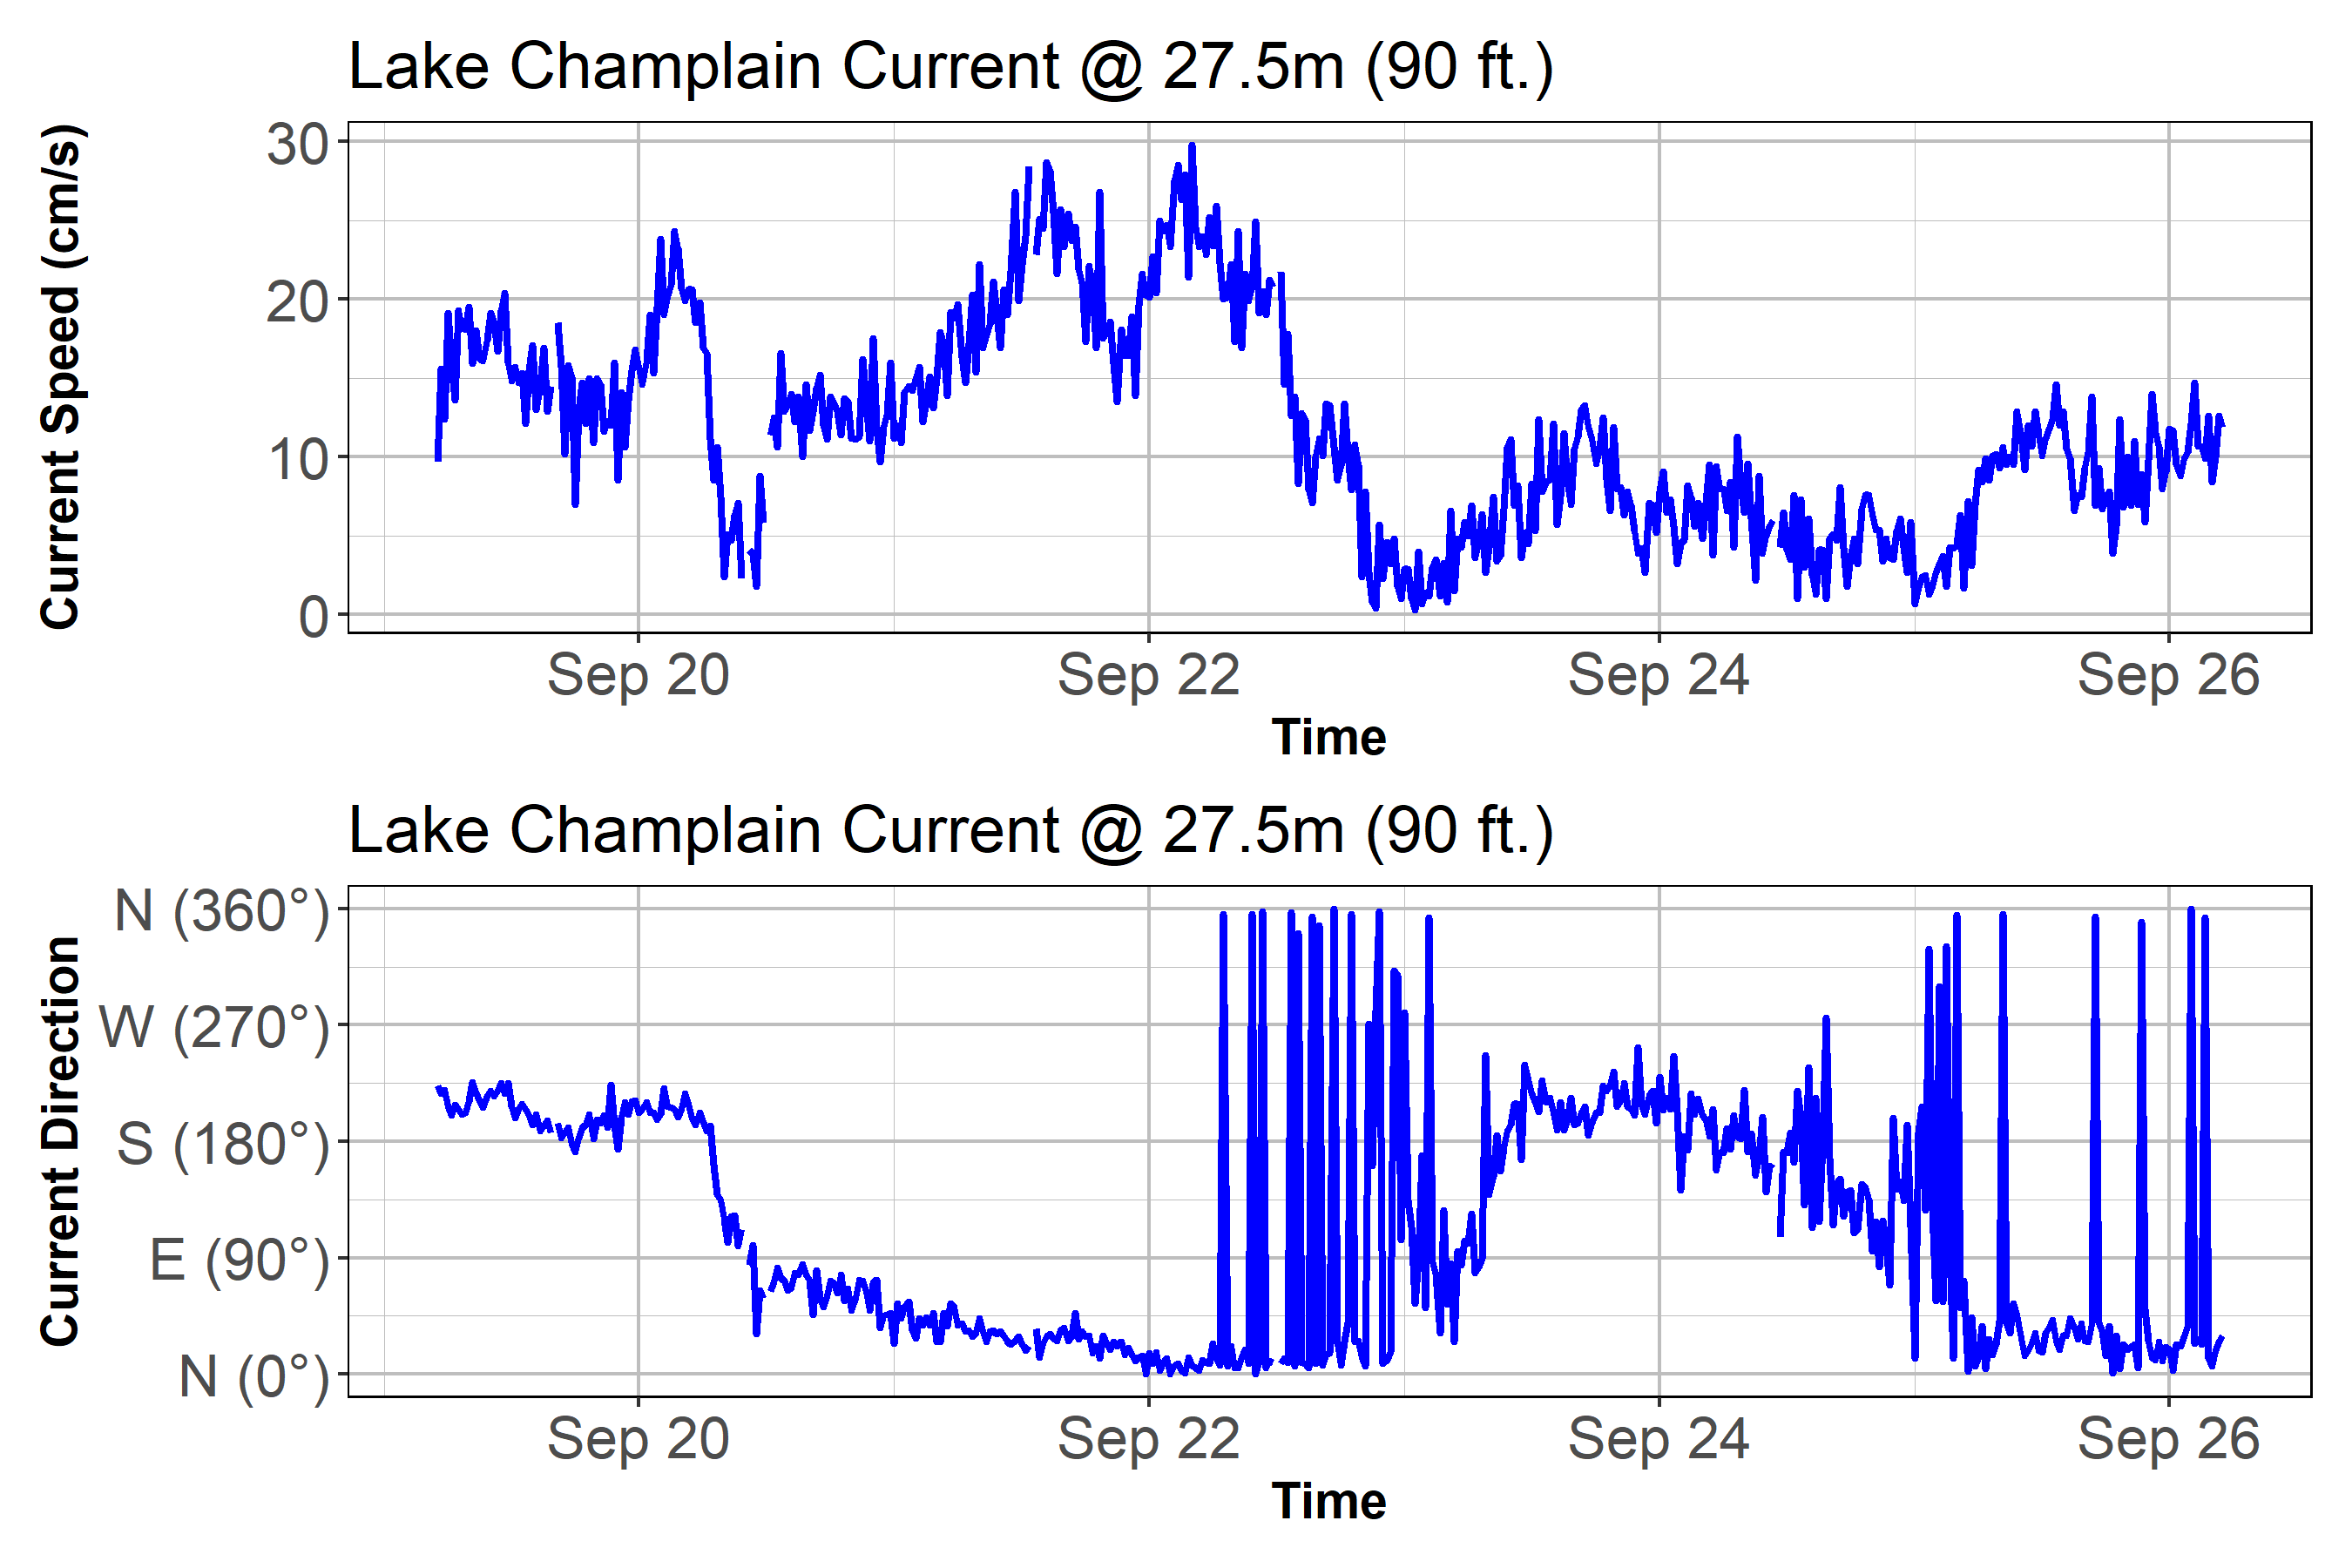 Lake Champlain Current @ 27.5m (90 ft.)
Current Speed (cm/s)
30
20
10
0
Sep 20 Sep 22 Sep 24 Sep 26
Time
Lake Champlain Current @ 27.5m (90 ft.)
Current Direction
N (360°)
W (270°)
S (180°)
E (90°)
N (0°)
Sep 20 Sep 22 Sep 24 Sep 26
Time